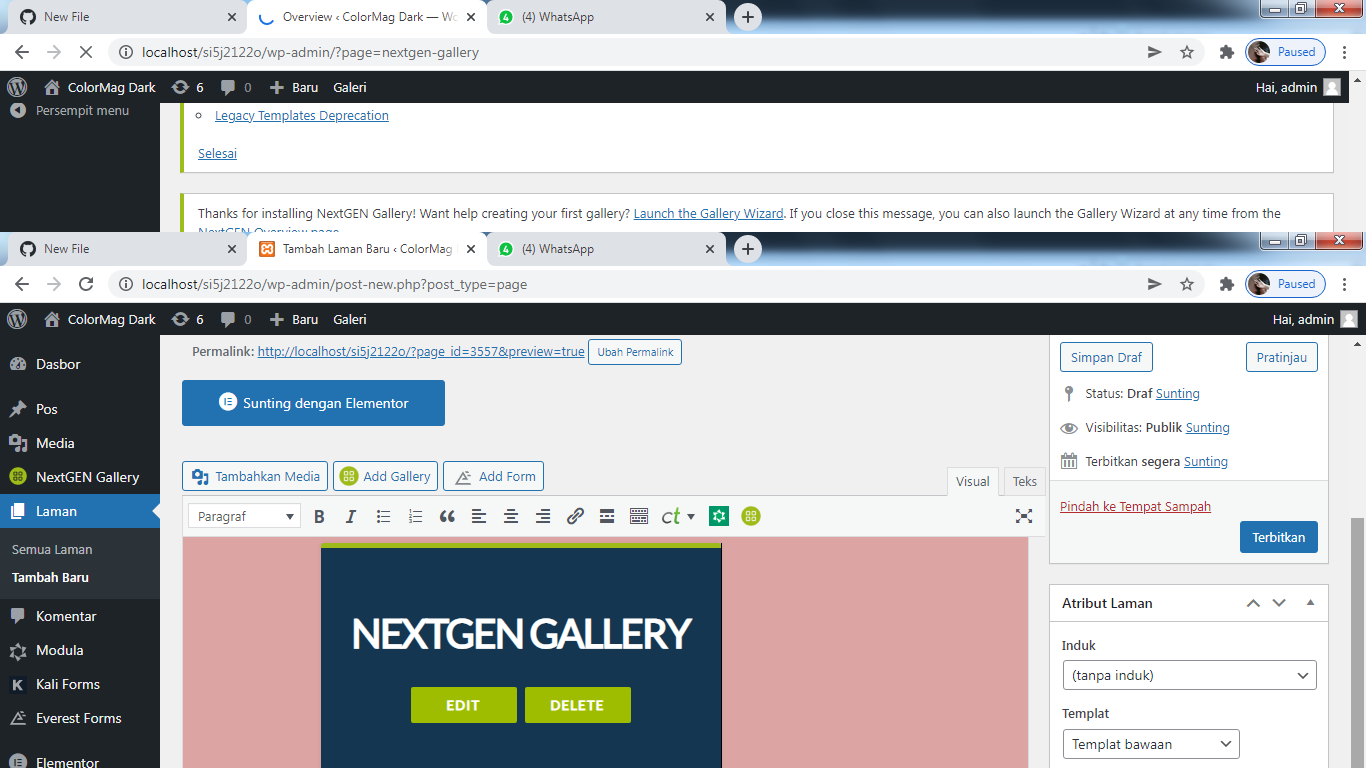 New File
Overview ‹ ColorMag Dark — Wo
(4) WhatsApp
localhost/si5j2122o/wp-admin/?page=nextgen-gallery
Paused
ColorMag Dark 6 0 Baru Galeri
Hai, admin
Persempit menu
Legacy Templates Deprecation
Selesai
Thanks for installing NextGEN Gallery! Want help creating your first gallery? Launch the Gallery Wizard. If you close this message, you can also launch the Gallery Wizard at any time from the
NextGEN Overview page
New File
Tambah Laman Baru ‹ ColorMag
(4) WhatsApp
localhost/si5j2122o/wp-admin/post-new.php?post_type=page
Paused
ColorMag Dark 6 0 Baru Galeri
Hai, admin
Dasbor
Pos
Media
NextGEN Gallery
Laman
Semua Laman
Tambah Baru
Komentar
Modula
Kali Forms
Everest Forms
Elementor
Permalink: http://localhost/si5j2122o/?page_id=3557&preview=true Ubah Permalink
Sunting dengan Elementor
Tambahkan Media Add Gallery Add Form
Visual Teks
Paragraf B I ct
NEXTGEN GALLERY
EDIT DELETE
Simpan Draf Pratinjau
Status: Draf Sunting
Visibilitas: Publik Sunting
Terbitkan segera Sunting
Pindah ke Tempat Sampah
Terbitkan
Atribut Laman
Induk
(tanpa induk)
Templat
Templat bawaan